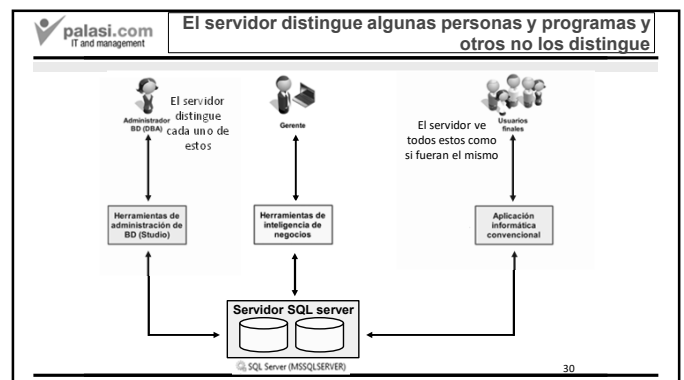 palasi.com
IT and management
El servidor distingue algunas personas y programas y
otros no los distingue
Administrador
BD (DBA)
El servidor
distingue
cada uno de
estos
Gerente
El servidor ve
todos estos como
si fueran el mismo
Usuarios
finales
Herramientas de
administración de
BD (Studio)
Herramientas de
inteligencia de
negocios
Aplicación
informática
convencional
Servidor SQL server
SQL Server (MSSQLSERVER)
30